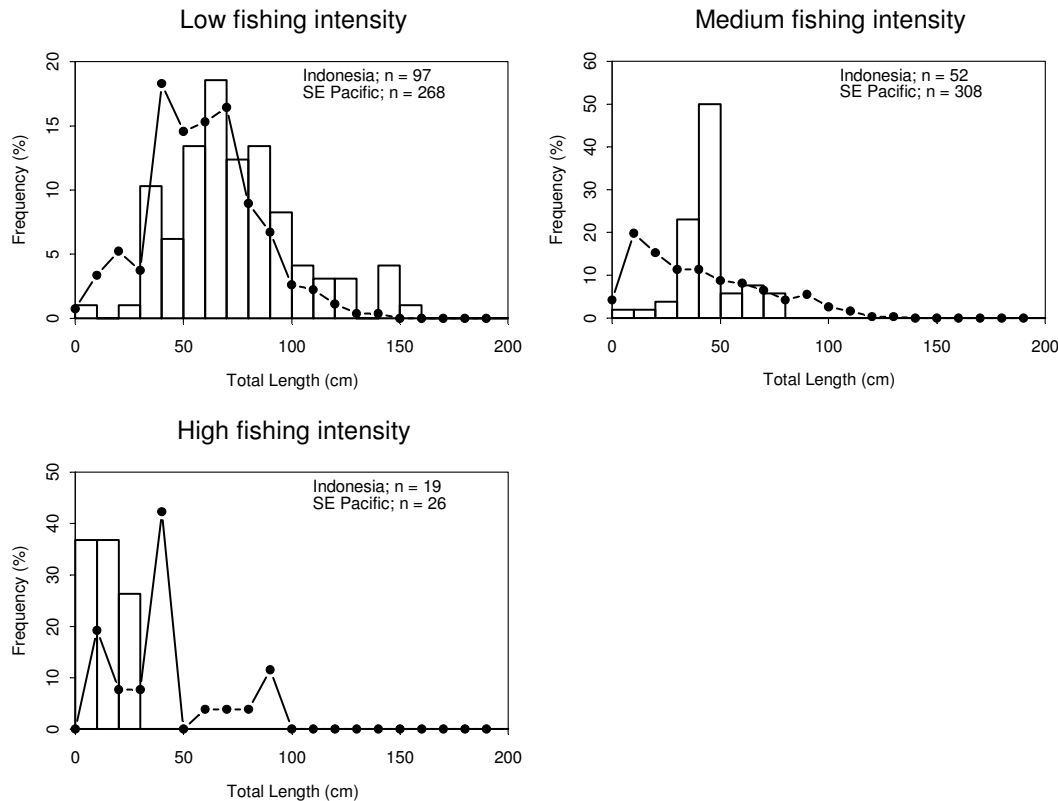 Low fishing intensity
Indonesia; n = 97
SE Pacific; n = 268
Frequency (%)
20
15
10
5
0
0 50 100 150 200
Total Length (cm)
Medium fishing intensity
Indonesia; n = 52
SE Pacific; n = 308
Frequency (%)
60
50
40
30
20
10
0
0 50 100 150 200
Total Length (cm)
High fishing intensity
Indonesia; n = 19
SE Pacific; n = 26
Frequency (%)
50
40
30
20
10
0
0 50 100 150 200
Total Length (cm)